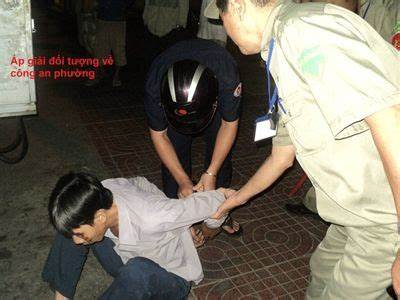 Áp giải đối tượng về
công an phường